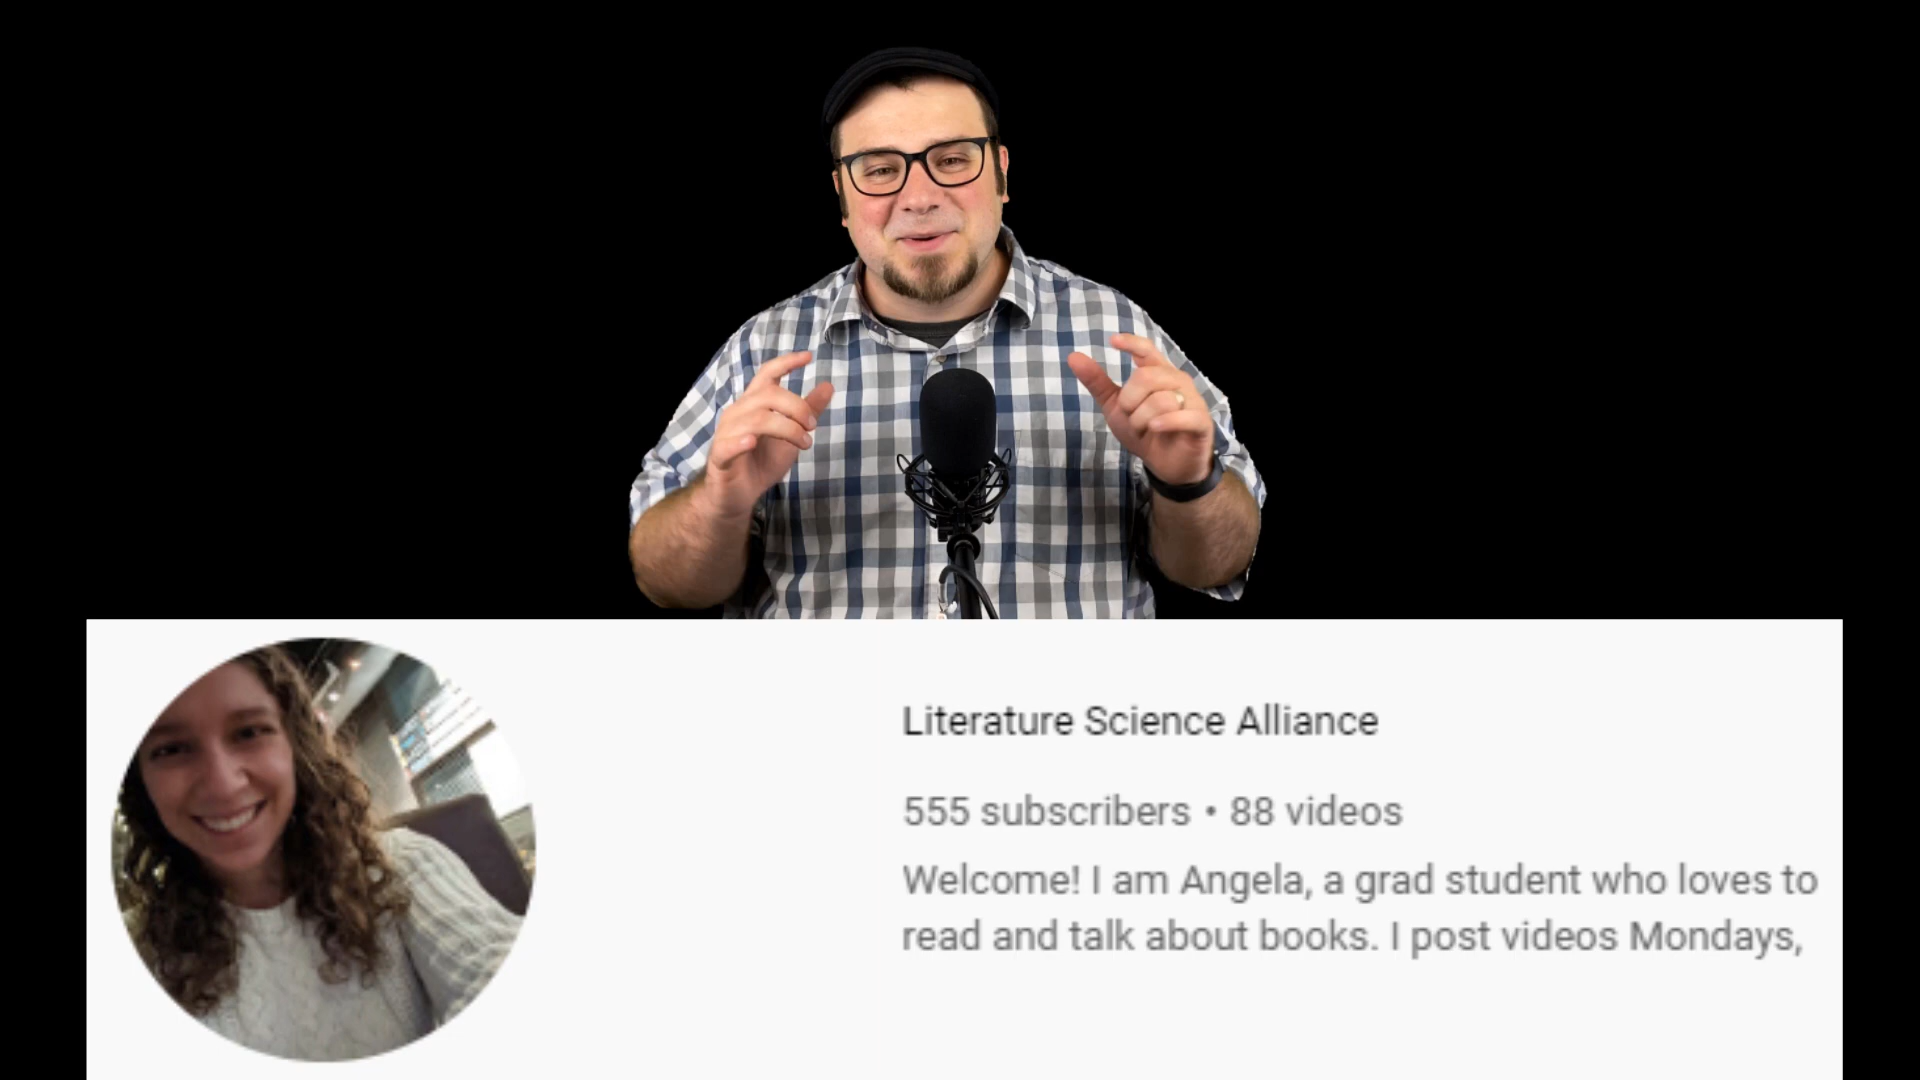 Literature Science Alliance
555 subscribers • 88 videos
Welcome! I am Angela, a grad student who loves to
read and talk about books. I post videos Mondays,